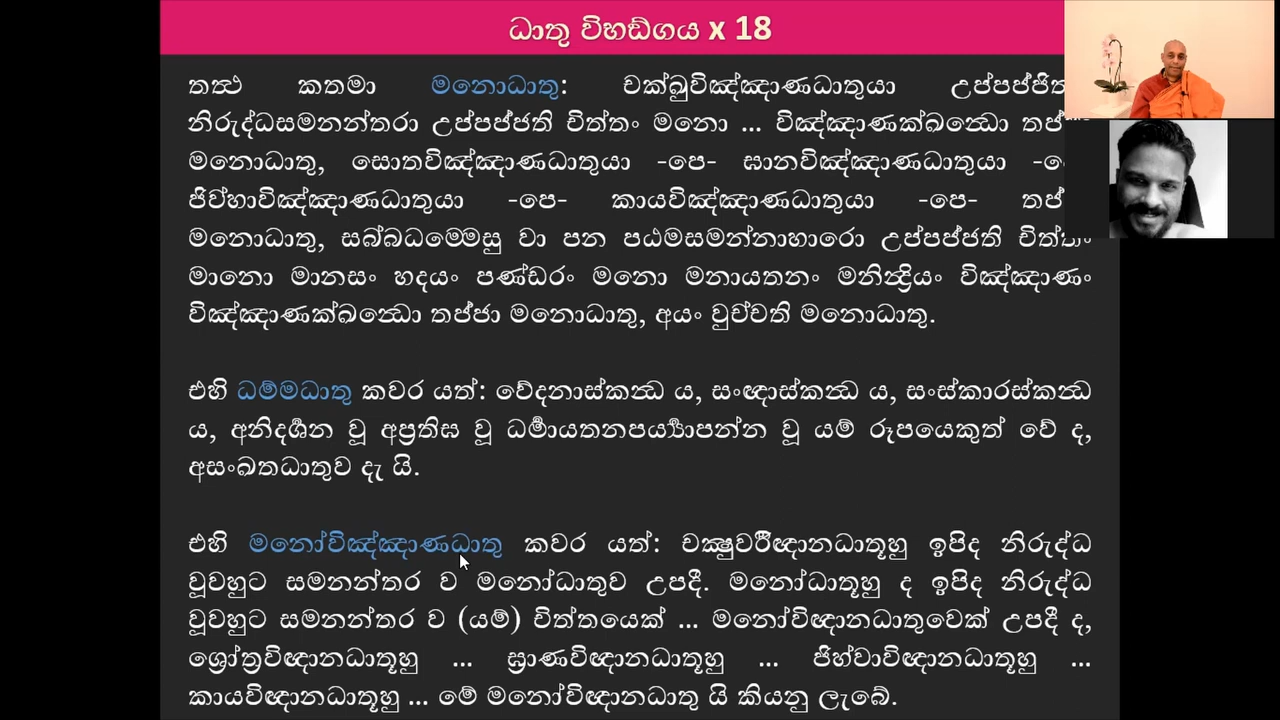 ධාතු විභඞ්ගය x 18
තත්‍ථ කතමා මනොධාතු: චක්ඛුවිඤ්ඤාණධාතුයා
නිරුද්ධසමනන්තරා උප්පජ්ජති චිත්තං මනො ... විඤ්ඤාණක්ඛන්‍ධො
මනොධාතු, සොතවිඤ්ඤාණධාතුයා -පෙ- ඝානවිඤ්ඤාණධාතුයා
ජිව්හාවිඤ්ඤාණධාතුයා -පෙ- කායවිඤ්ඤාණධාතුයා -පෙ-
මනොධාතු, සබ්බධම්මෙසු වා පන පඨමසමන්නාහාරො උප්පජ්ජති චිත්තං
මානො මානසං හදයං පණ්ඩරං මනො මනායතනං මනින්‍ද්‍රියං විඤ්ඤාණං
විඤ්ඤාණක්ඛන්‍ධො තජ්ජා මනොධාතු, අයං වුච්චති මනොධාතු.
එහි ධම්මධාතු කවර යත්: වේදනාස්කන්‍ධ ය, සංඥාස්කන්‍ධ ය, සංස්කාරස්කන්‍ධ
ය, අනිදර්‍ශන වූ අප්‍රතිඝ වූ ධර්‍මායතනපර්‍ය්‍යාපන්න වූ යම් රූපයෙකුත් වේ ද,
අසංඛතධාතුව දැ යි.
එහි මනෝවිඤ්ඤාණධාතු කවර යත්: චක්‍ෂුර්විඥානධාතූහු ඉපිද නිරුද්ධ
වූවහුට සමනන්තර ව මනෝධාතුව උපදී. මනෝධාතූහු ද ඉපිද නිරුද්ධ
වූවහුට සමනන්තර ව (යම්) චිත්තයෙක් ... මනෝවිඥානධාතුවෙක් උපදී ද,
ශ්‍රෝත්‍රවිඥානධාතූහු ... ඝ්‍රාණවිඥානධාතූහු ... ජිහ්වාවිඥානධාතූහු ...
කායවිඥානධාතූහු ... මේ මනෝවිඥානධාතු යි කියනු ලැබේ.